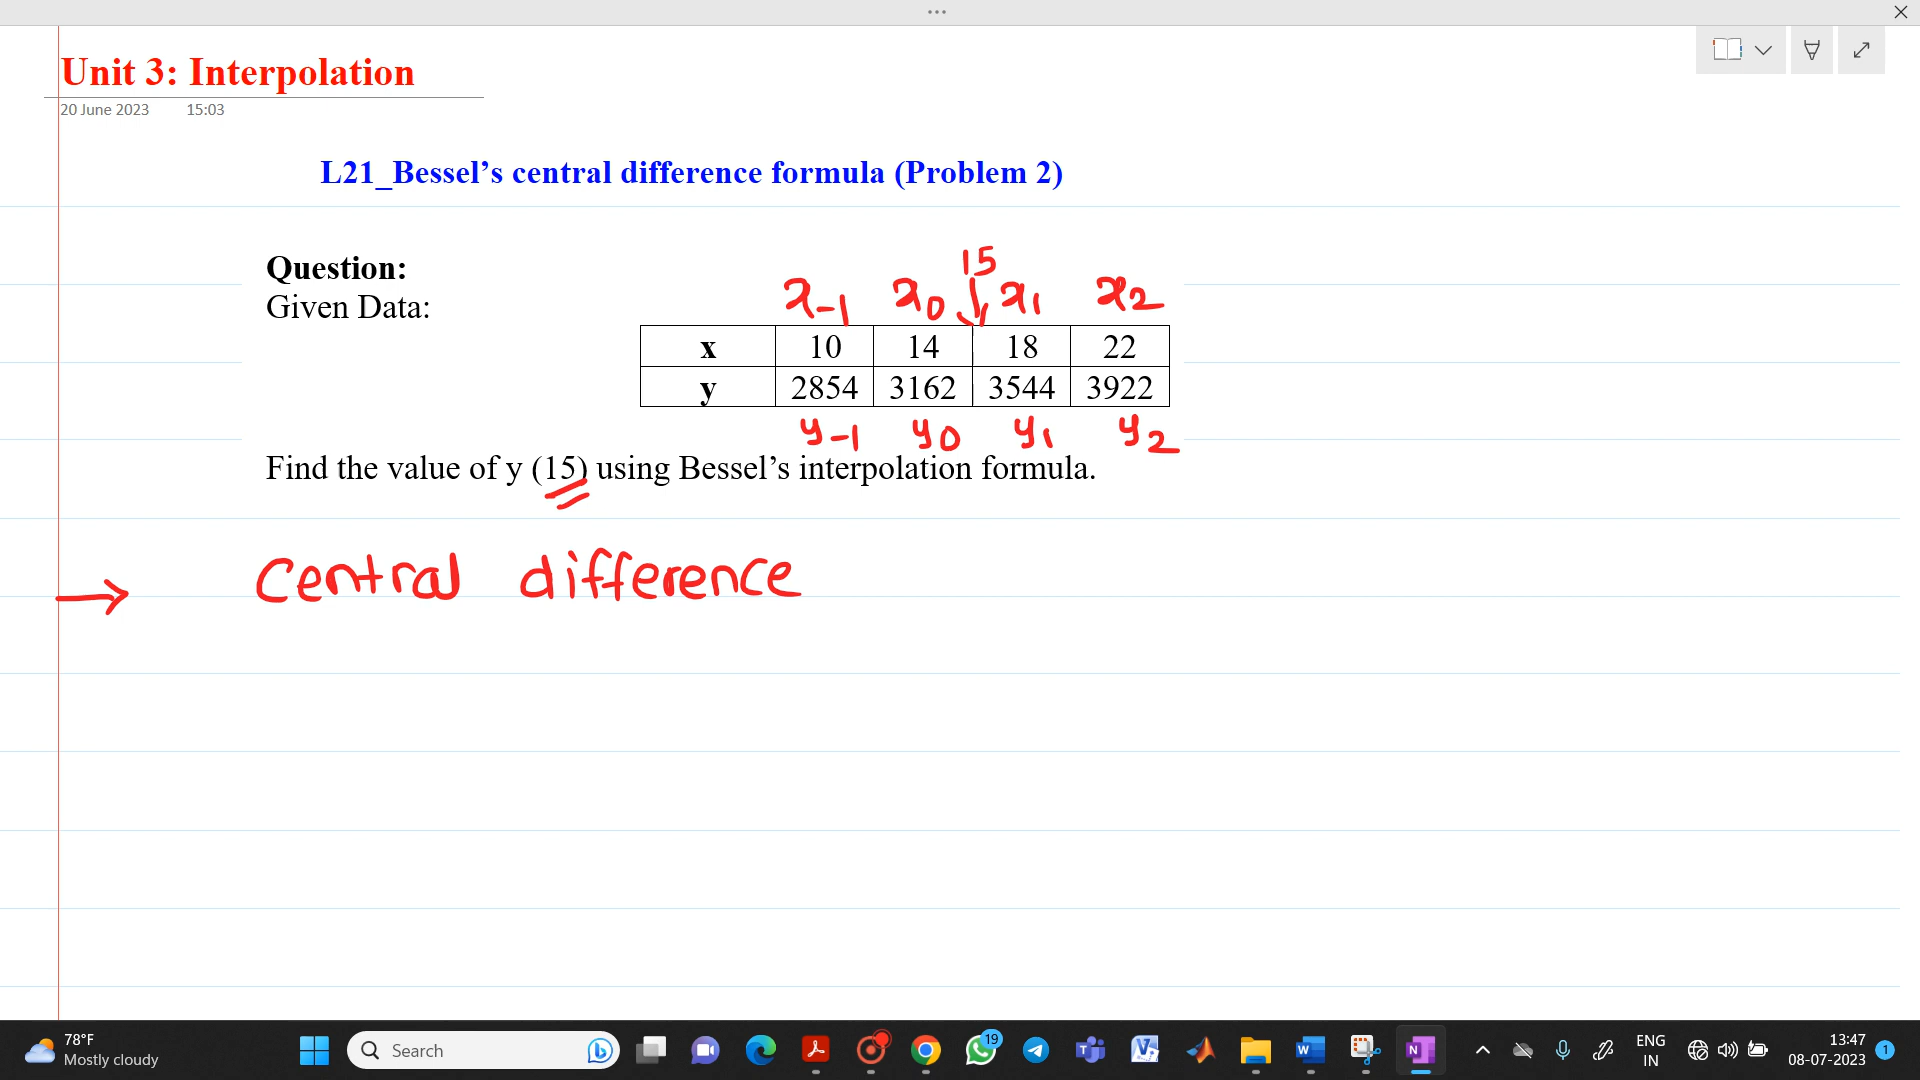 Unit 3: Interpolation
20 June 2023 15:03
L21_Bessel’s central difference formula (Problem 2)
Question:
Given Data:
15
x-1 x0 x1 x2
x 10 14 18 22
y 2854 3162 3544 3922
y-1 y0 y1 y2
Find the value of y (15) using Bessel’s interpolation formula.
Central difference
78°F
Mostly cloudy
Search
19
ENG
IN
13:47
08-07-2023
1